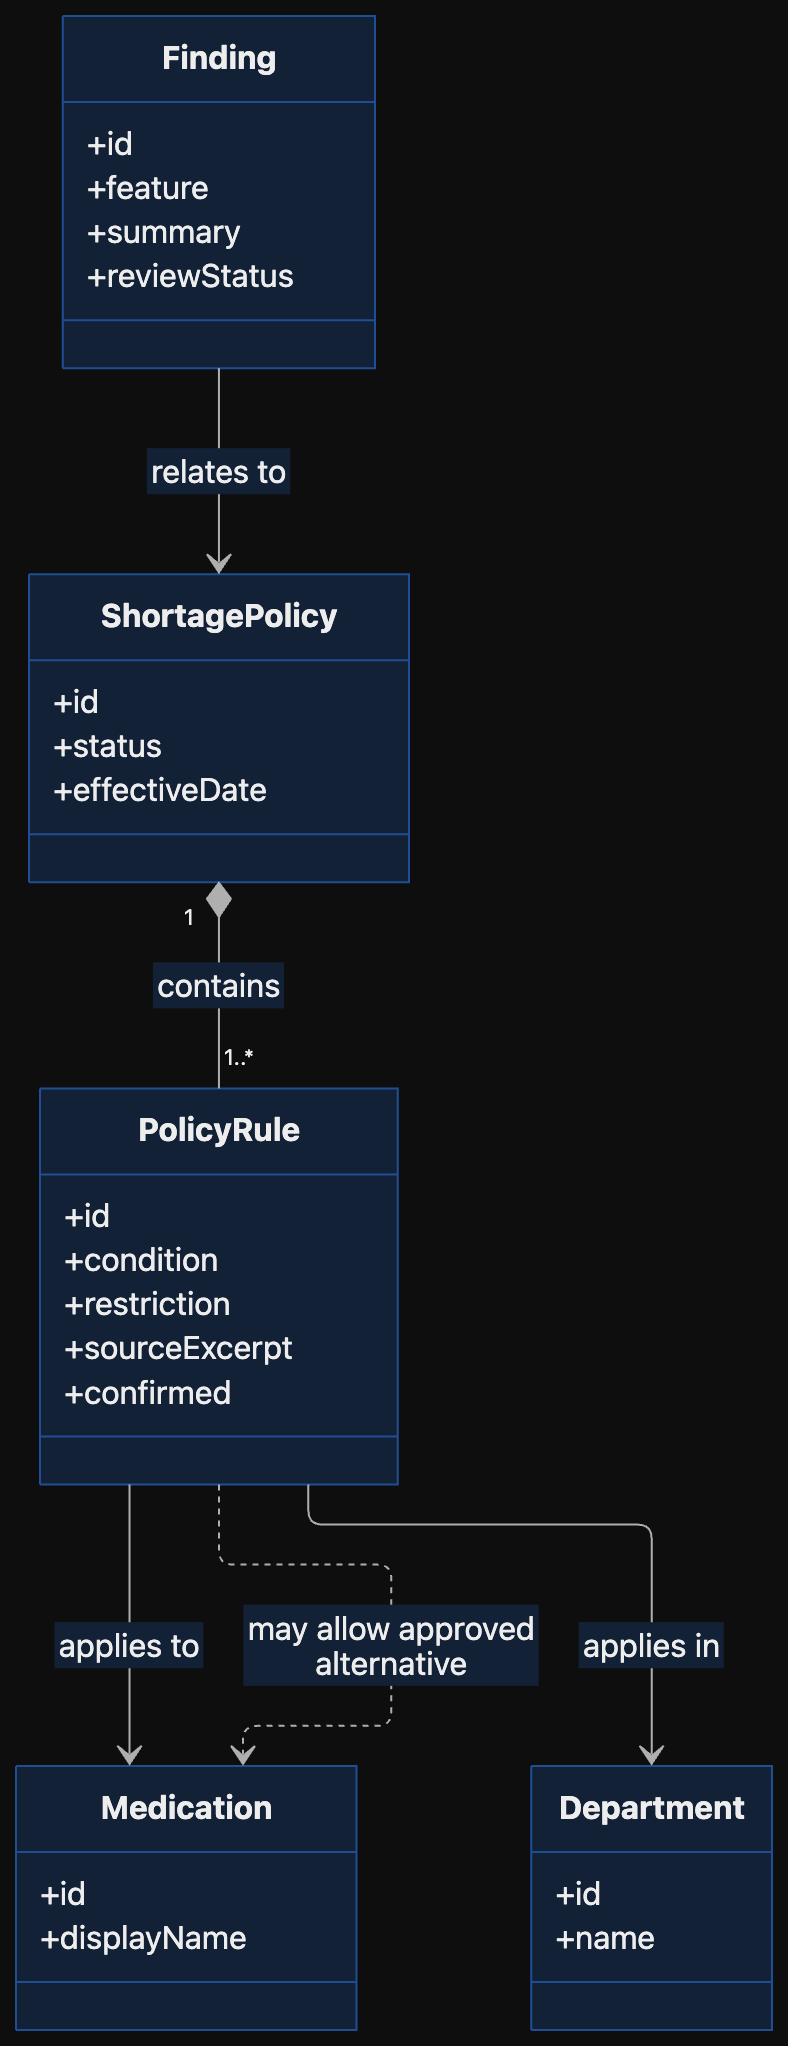 Finding
+id
+feature
+summary
+reviewStatus
relates to
ShortagePolicy
+id
+status
+effectiveDate
1
contains
1..*
PolicyRule
+id
+condition
+restriction
+sourceExcerpt
+confirmed
applies to
may allow approved
alternative
applies in
Medication
+id
+displayName
Department
+id
+name